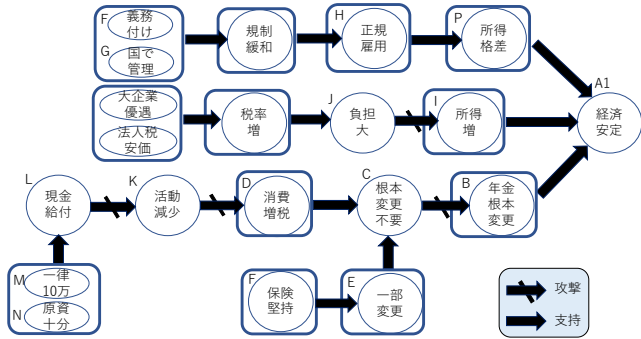 F
義務
付け
G
国で
管理
規制
緩和
H
正規
雇用
P
所得
格差
A1
経済
安定
大企業
優遇
法人税
安価
税率
増
J
負担
大
I
所得
増
L
現金
給付
K
活動
減少
D
消費
増税
C
根本
変更
不要
B
年金
根本
変更
M
一律
10万
N
原資
十分
F
保険
堅持
E
一部
変更
攻撃
支持